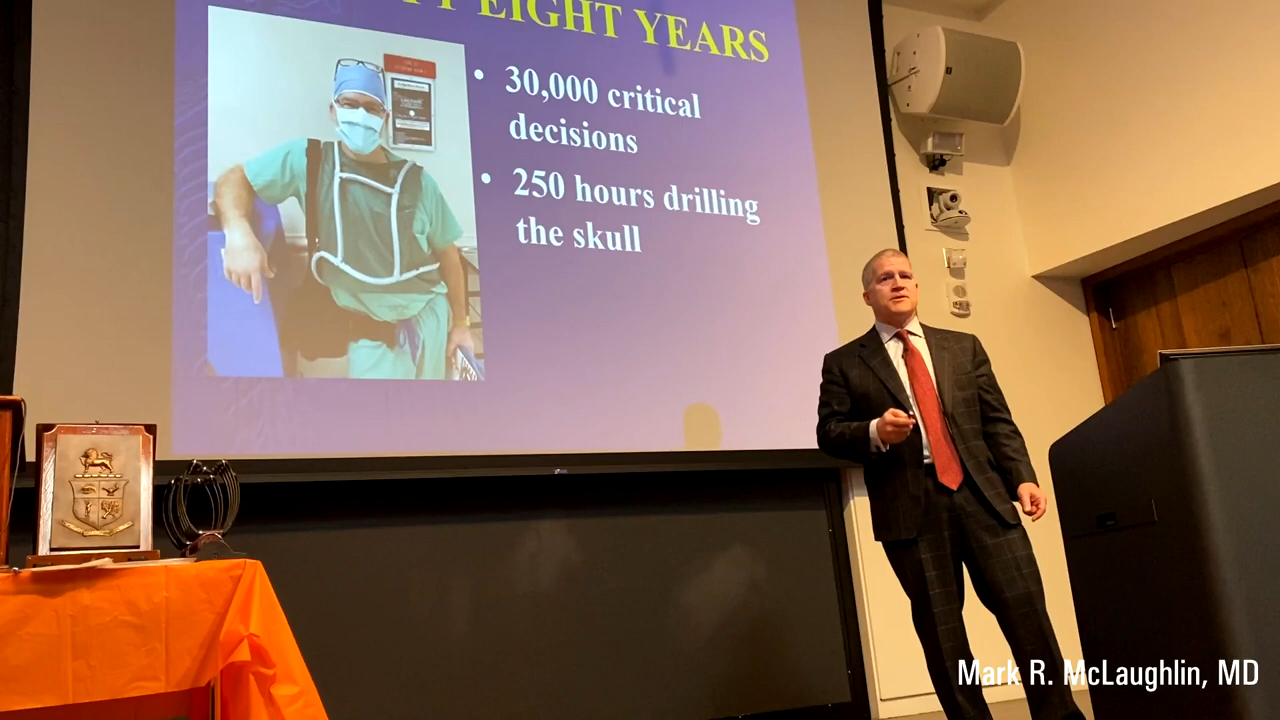 EIGHT YEARS
• 30,000 critical
decisions
• 250 hours drilling
the skull
Mark R. McLaughlin, MD